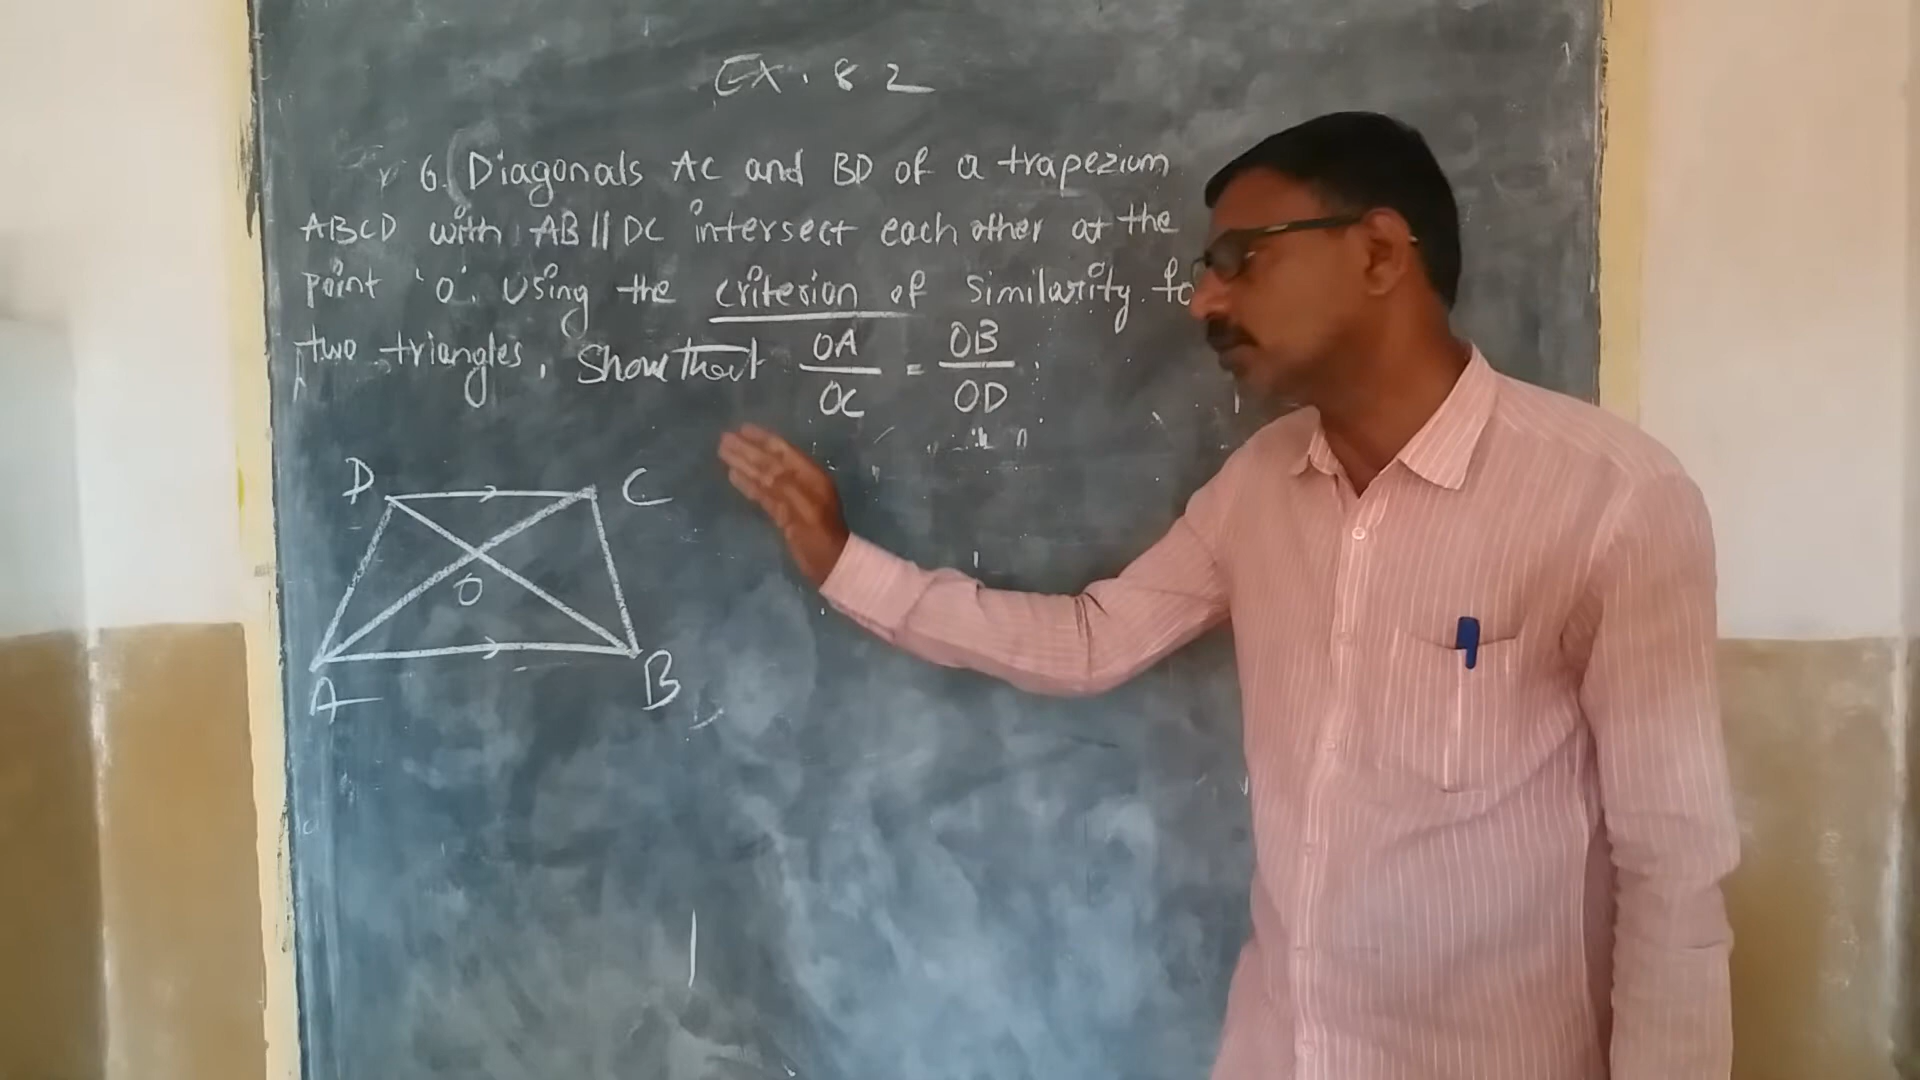 Ex. 8 2
6. Diagonals AC and BD of a trapezium
ABCD with AB || DC intersect each other at the
point 'O'. Using the criterion of similarity
two triangles, Show that OA/OC = OB/OD.
D C
O
A B